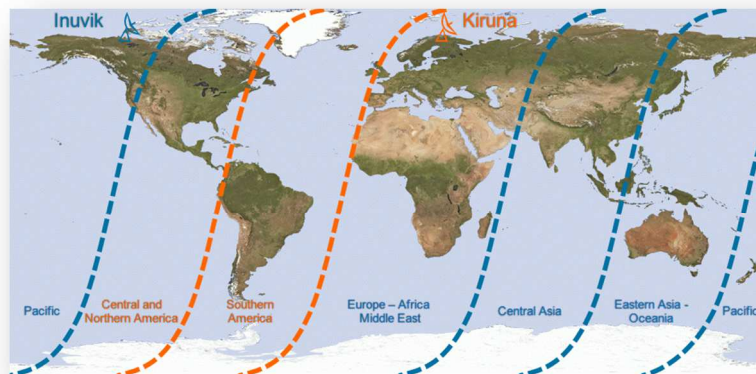 Inuvik
Kiruna
Pacific
Central and
Northern America
Southern
America
Europe – Africa
Middle East
Central Asia
Eastern Asia -
Oceania
Pacific